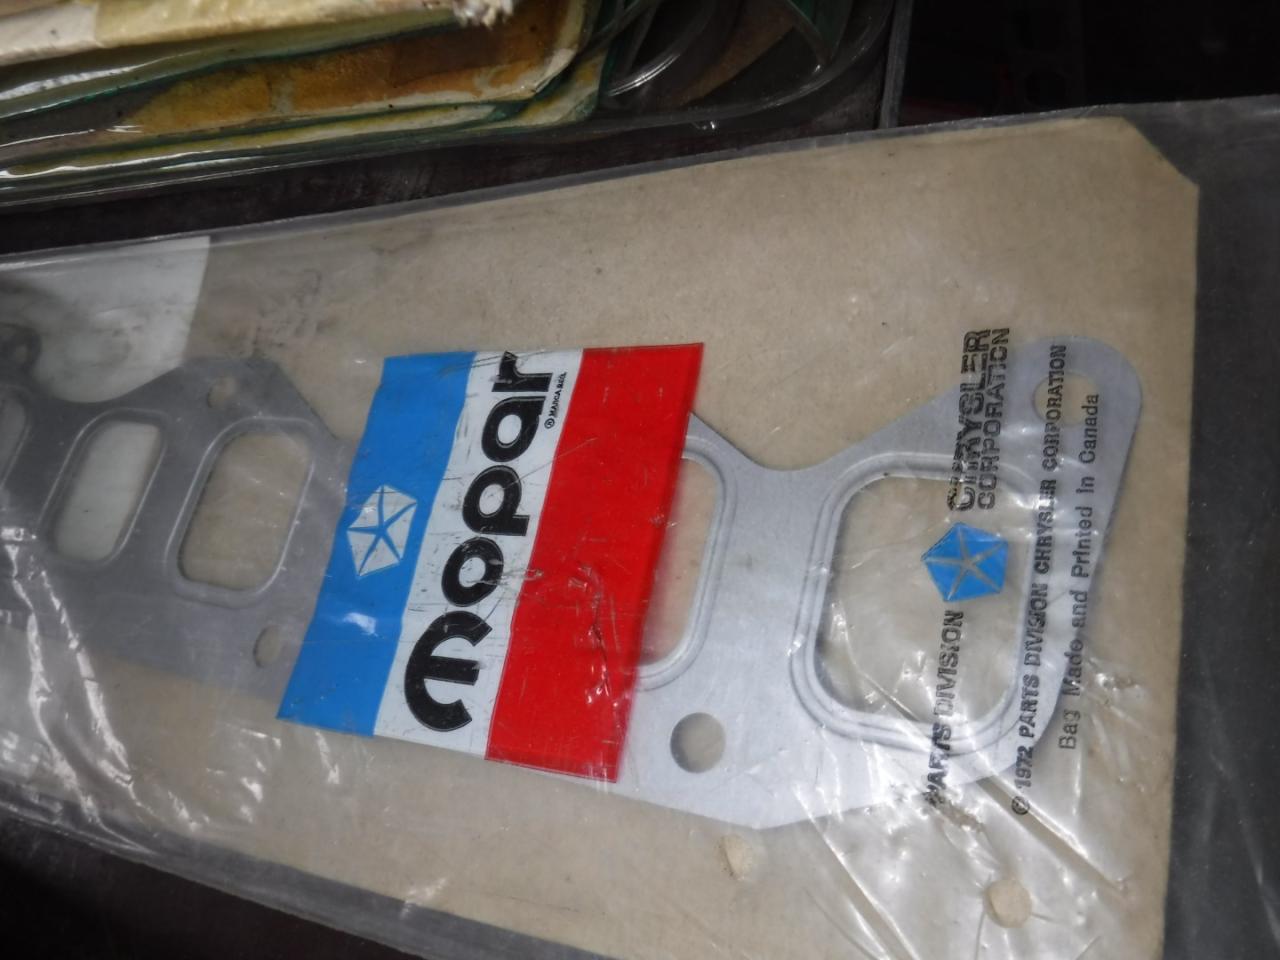 mopar
® MARCA REG.
PARTS DIVISION CHRYSLER
CORPORATION
© 1972 PARTS DIVISION CHRYSLER CORPORATION
Bag Made and Printed in Canada